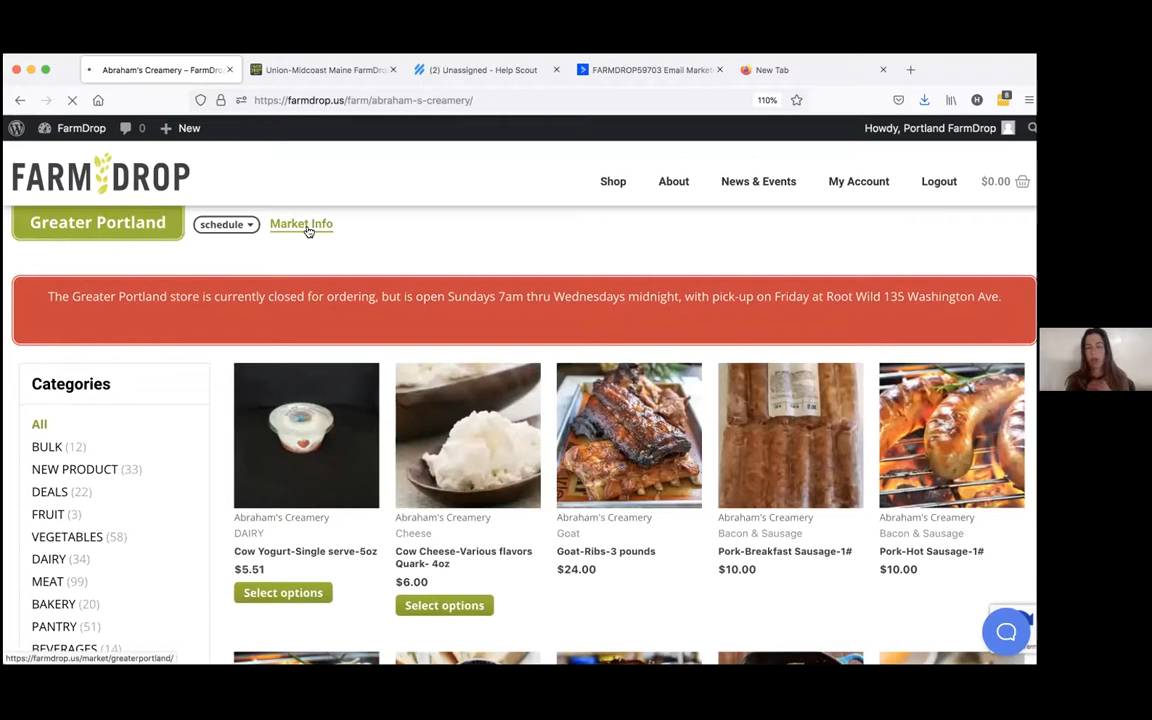 Abraham's Creamery – FarmDro
Union-Midcoast Maine FarmDro
(2) Unassigned - Help Scout
FARMDROP59703 Email Market
New Tab
https://farmdrop.us/farm/abraham-s-creamery/
110%
8
FarmDrop
0
New
Howdy, Portland FarmDrop
FARMDROP
Shop
About
News & Events
My Account
Logout
$0.00
Greater Portland
schedule
Market Info
The Greater Portland store is currently closed for ordering, but is open Sundays 7am thru Wednesdays midnight, with pick-up on Friday at Root Wild 135 Washington Ave.
Categories
All
BULK (12)
NEW PRODUCT (33)
DEALS (22)
FRUIT (3)
VEGETABLES (58)
DAIRY (34)
MEAT (99)
BAKERY (20)
PANTRY (51)
BEVERAGES (14)
Abraham's Creamery
DAIRY
Cow Yogurt-Single serve-5oz
$5.51
Select options
Abraham's Creamery
Cheese
Cow Cheese-Various flavors
Quark- 4oz
$6.00
Select options
Abraham's Creamery
Goat
Goat-Ribs-3 pounds
$24.00
Abraham's Creamery
Bacon & Sausage
Pork-Breakfast Sausage-1#
$10.00
Abraham's Creamery
Bacon & Sausage
Pork-Hot Sausage-1#
$10.00
https://farmdrop.us/market/greaterportland/